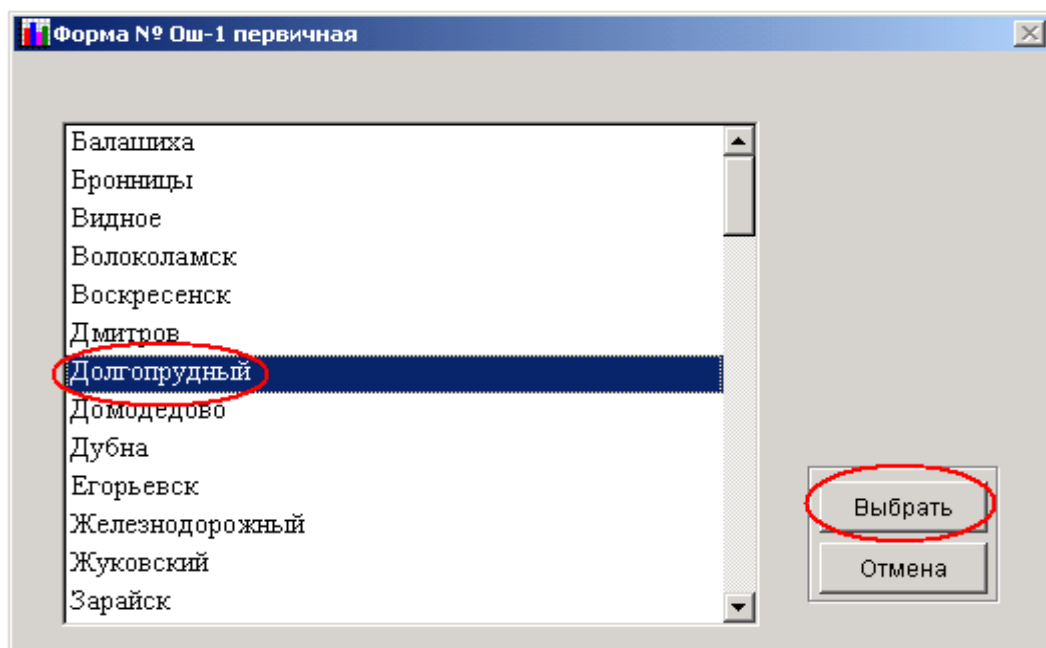 Форма № Ош-1 первичная
Балашиха
Бронницы
Видное
Волоколамск
Воскресенск
Дмитров
Долгопрудный
Домодедово
Дубна
Егорьевск
Железнодорожный
Жуковский
Зарайск
Выбрать
Отмена